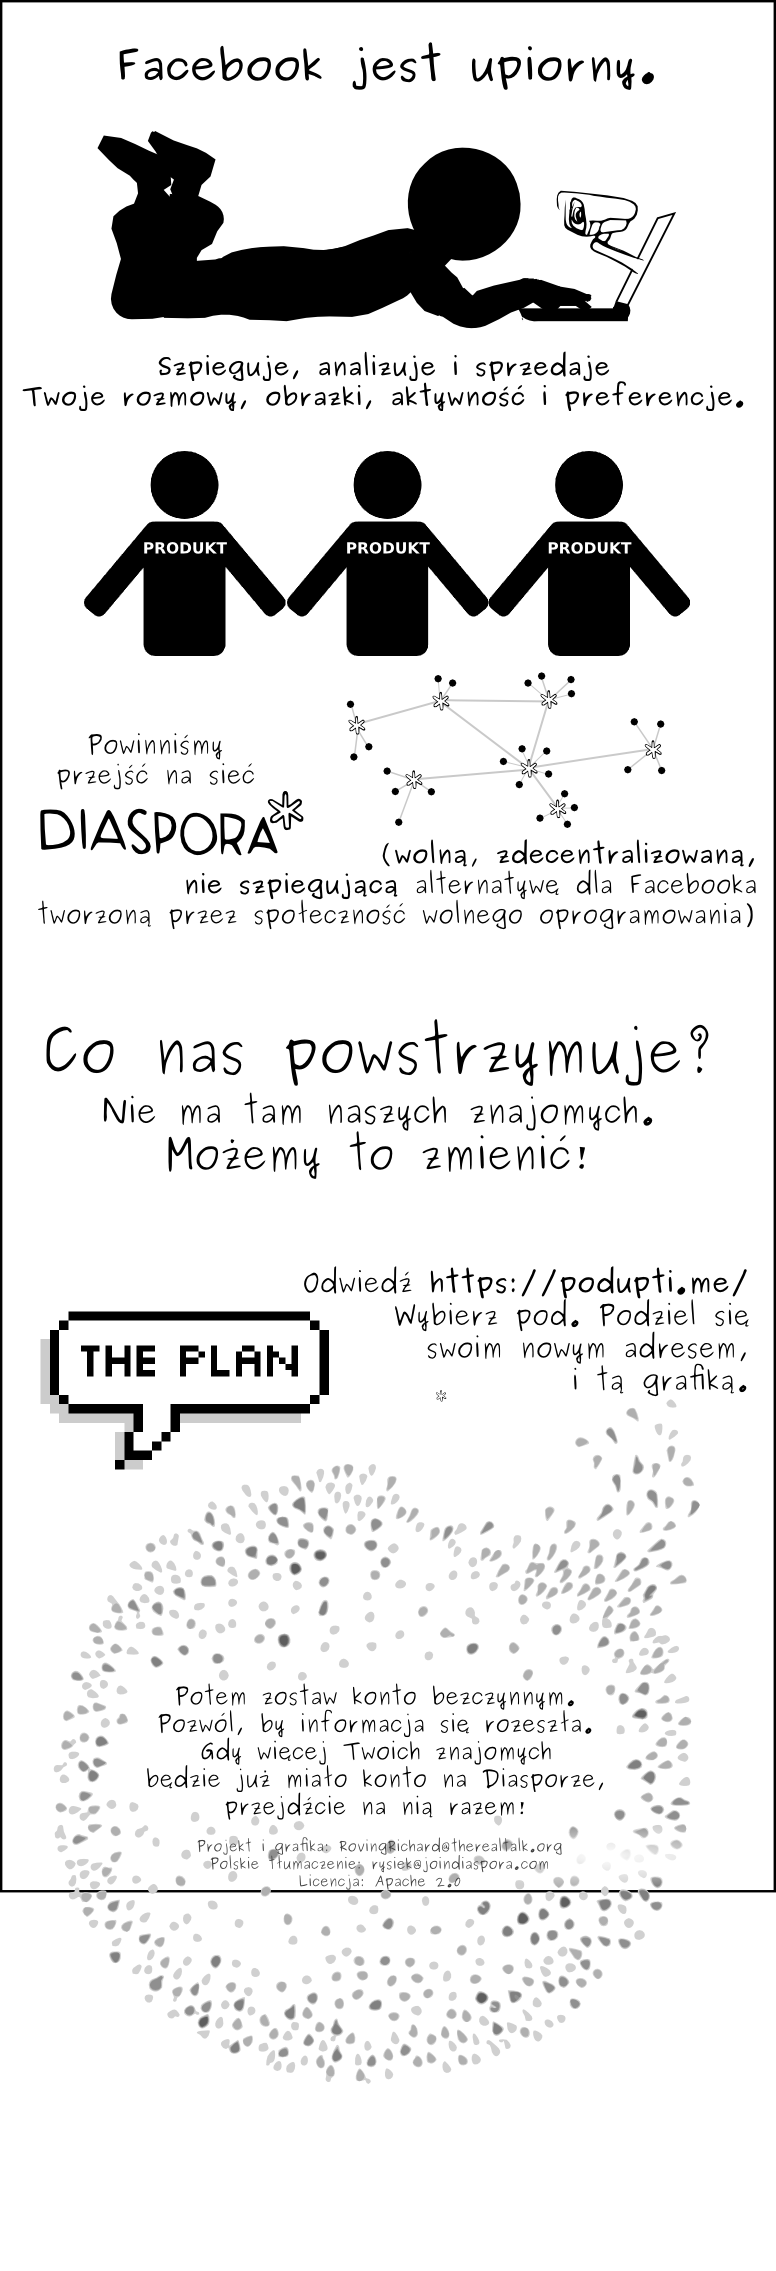 Facebook jest upiorny.
Szpieguje, analizuje i sprzedaje
Twoje rozmowy, obrazki, aktywność i preferencje.
PRODUKT PRODUKT PRODUKT
Powinniśmy
przejść na sieć
DIASPORA*
(wolną, zdecentralizowaną,
nie szpiegującą alternatywę dla Facebooka
tworzoną przez społeczność wolnego oprogramowania)
Co nas powstrzymuje?
Nie ma tam naszych znajomych.
Możemy to zmienić!
Odwiedź https://podupti.me/
Wybierz pod. Podziel się
swoim nowym adresem,
i tą grafiką.
THE PLAN
Potem zostaw konto bezczynnym.
Pozwól, by informacja się rozeszła.
Gdy więcej Twoich znajomych
będzie już miało konto na Diasporze,
przejdźcie na nią razem!
Projekt i grafika: RovingRichard@therealtalk.org
Polskie tłumaczenie: rysiek@joindiaspora.com
Licencja: Apache 2.0